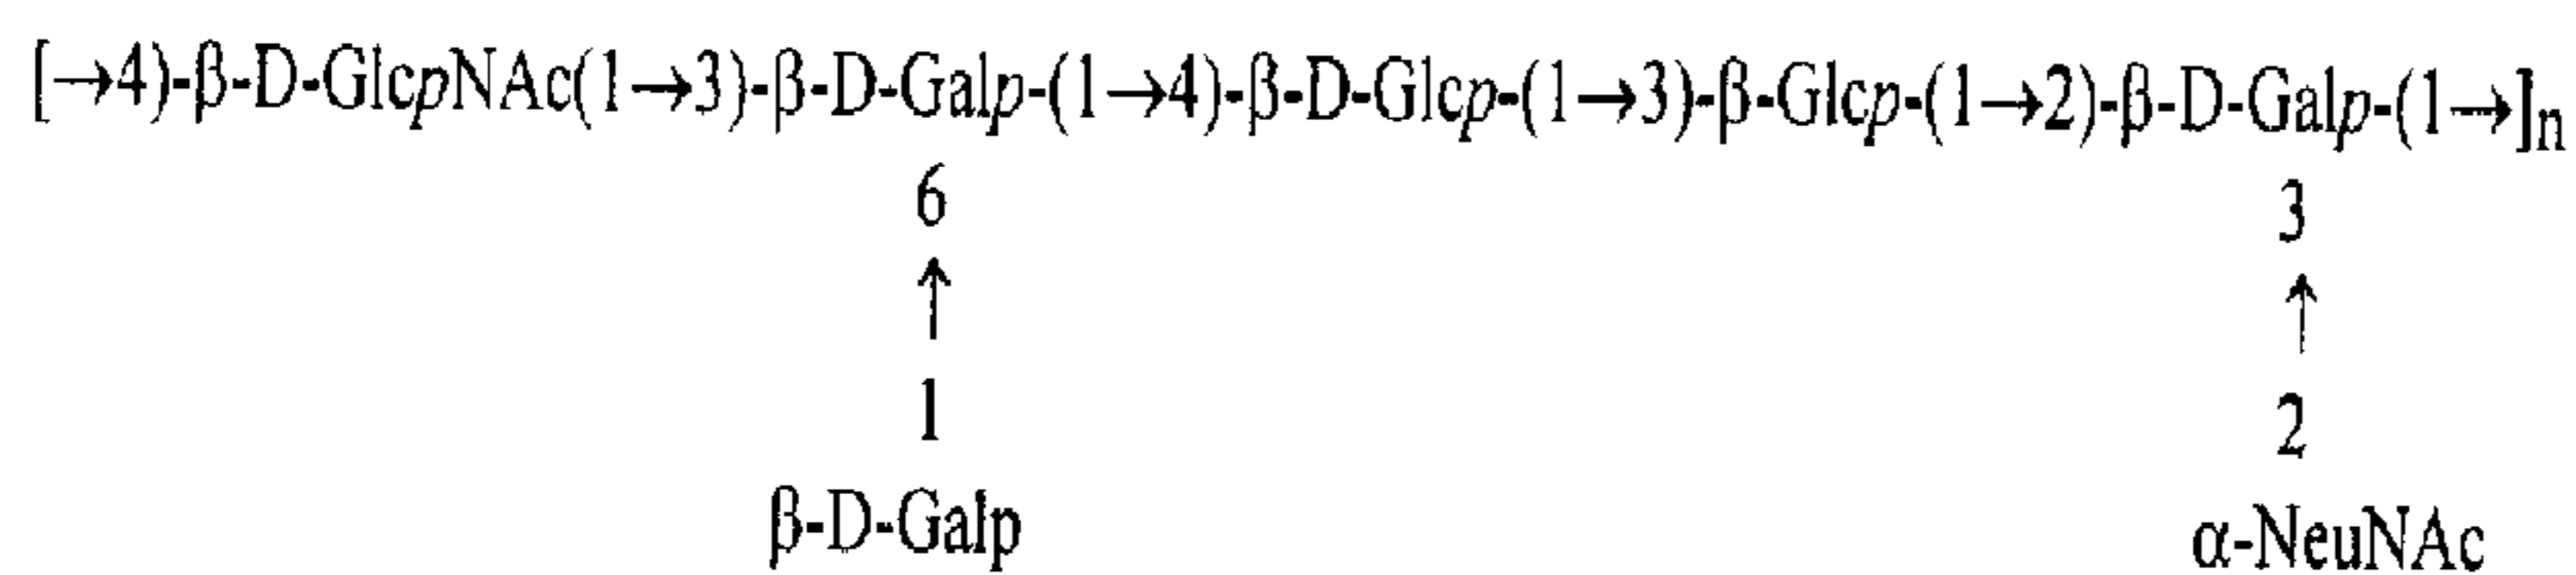 [→4)-β-D-GlcpNAc(1→3)-β-D-Galp-(1→4)-β-D-Glcp-(1→3)-β-Glcp-(1→2)-β-D-Galp-(1→]n
6 3
↑ ↑
1 2
β-D-Galp α-NeuNAc